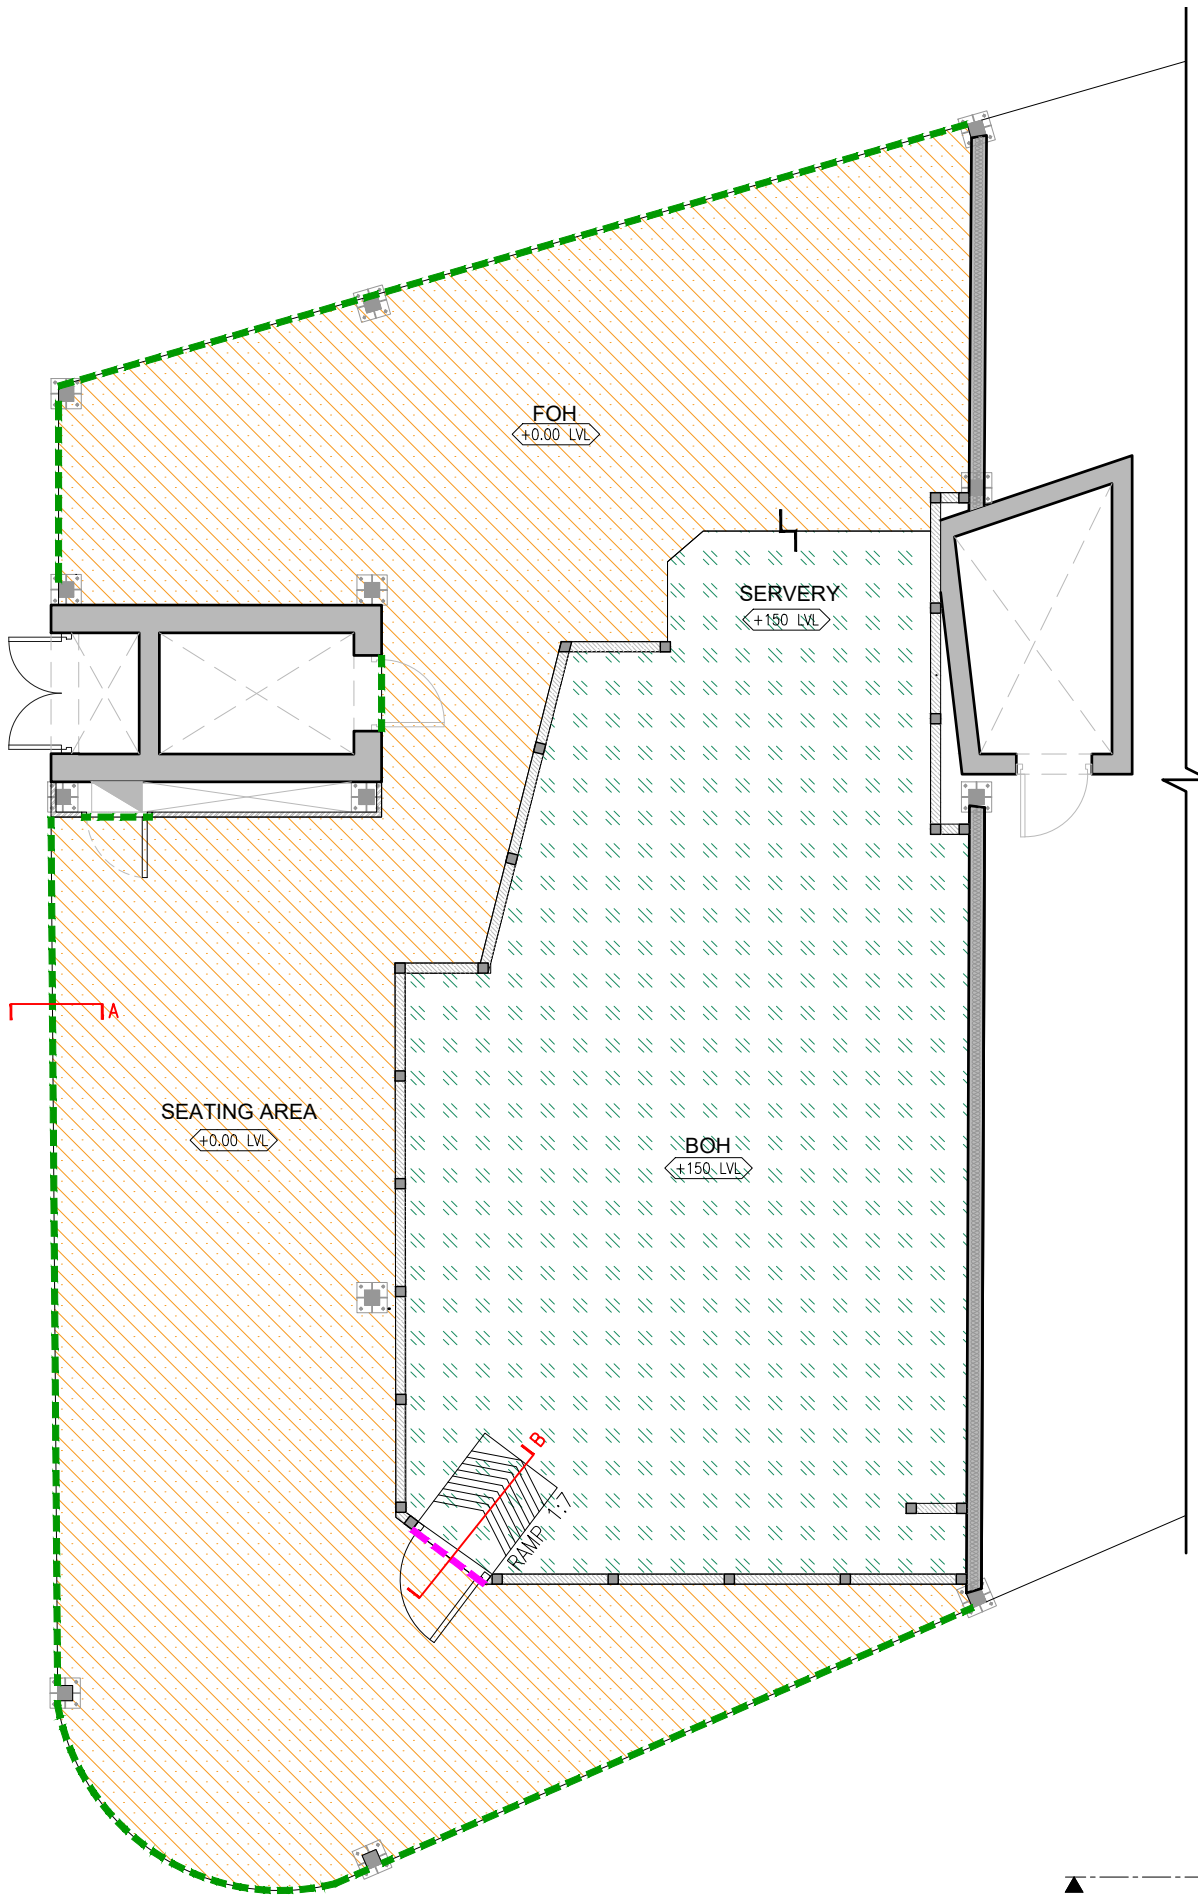 FOH
+0.00 LVL
SERVERY
+150 LVL
A
SEATING AREA
+0.00 LVL
BOH
+150 LVL
B
RAMP 1:7